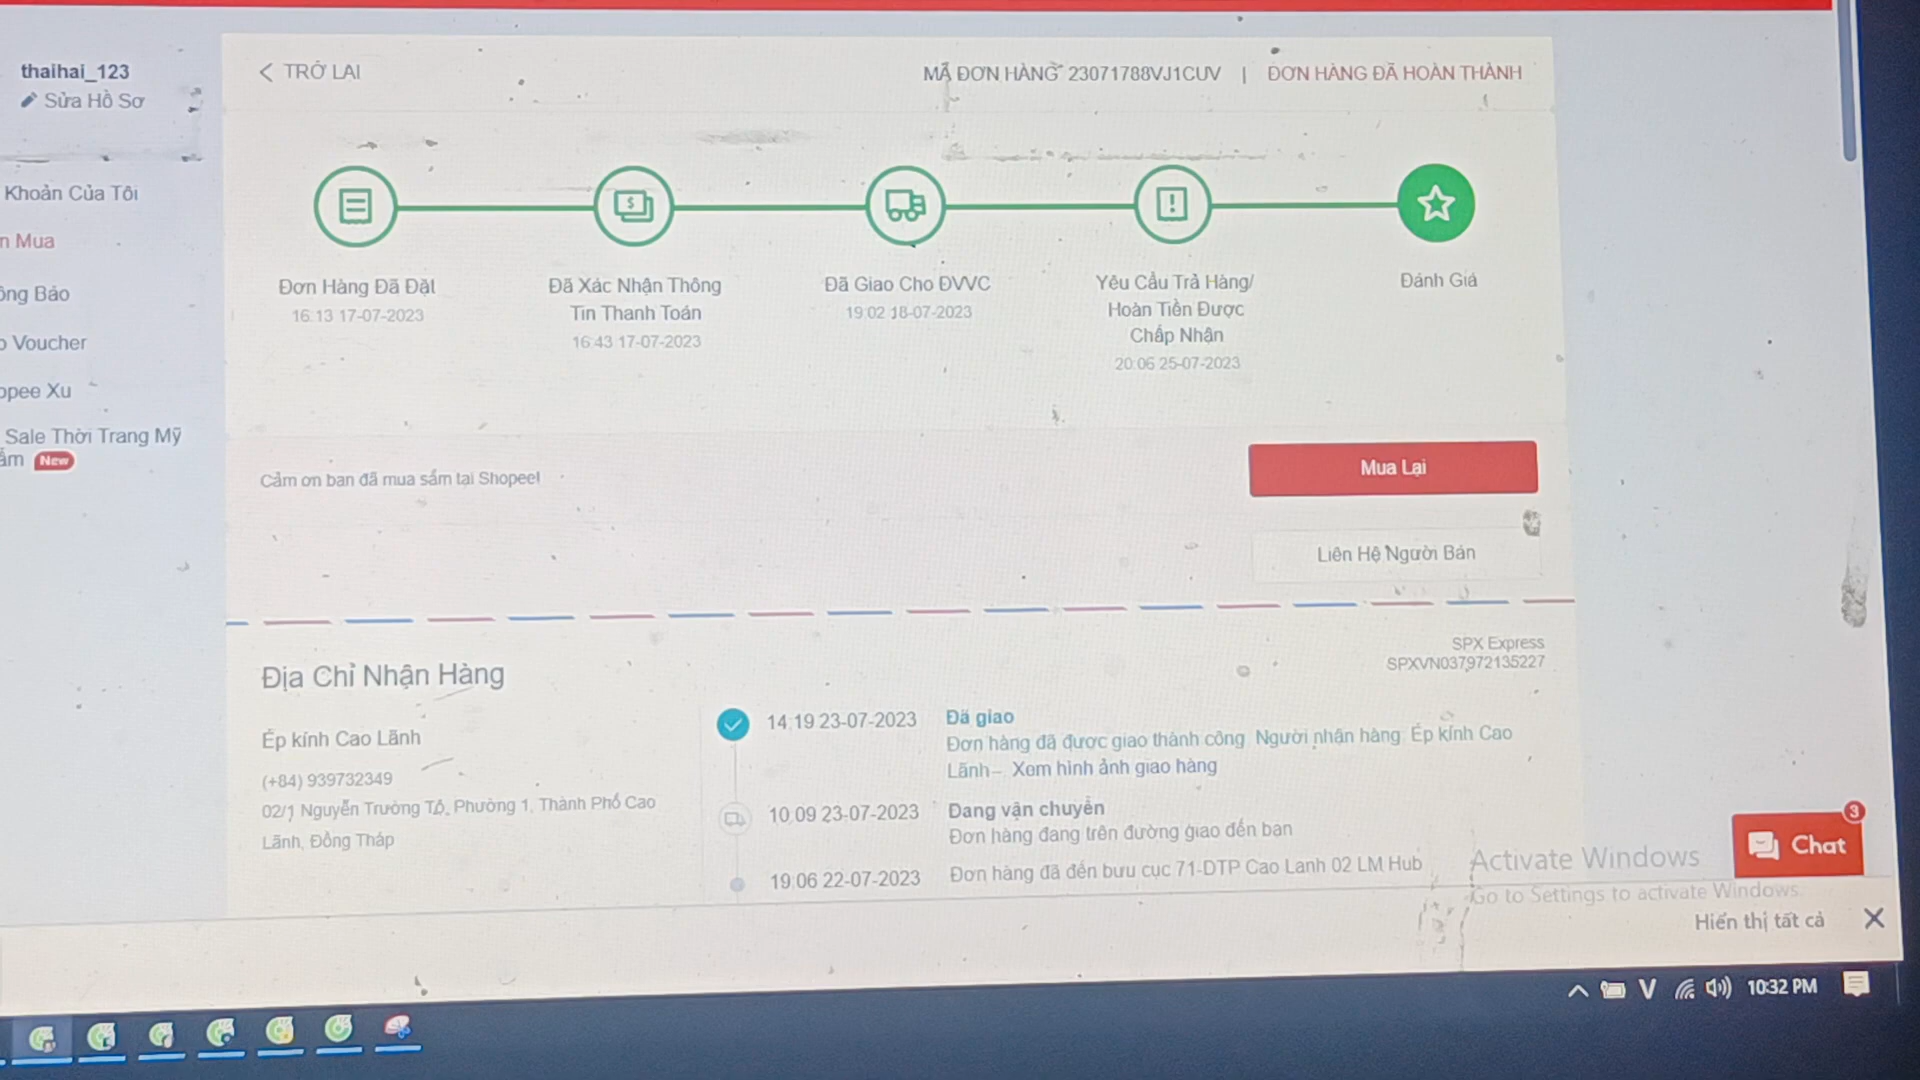 thaihai_123
Sửa Hồ Sơ
Khoản Của Tôi
n Mua
ông Báo
o Voucher
opee Xu
Sale Thời Trang Mỹ
ẩm New
TRỞ LẠI
MÃ ĐƠN HÀNG 23071788VJ1CUV | ĐƠN HÀNG ĐÃ HOÀN THÀNH
Đơn Hàng Đã Đặt
16:13 17-07-2023
Đã Xác Nhận Thông
Tin Thanh Toán
16:43 17-07-2023
Đã Giao Cho ĐVVC
19:02 18-07-2023
Yêu Cầu Trả Hàng/
Hoàn Tiền Được
Chấp Nhận
20:06 25-07-2023
Đánh Giá
Cảm ơn bạn đã mua sắm tại Shopee!
Mua Lại
Liên Hệ Người Bán
Địa Chỉ Nhận Hàng
SPX Express
SPXVN037972135227
Ép kính Cao Lãnh
(+84) 939732349
02/1 Nguyễn Trường Tộ, Phường 1, Thành Phố Cao
Lãnh, Đồng Tháp
14:19 23-07-2023 Đã giao
Đơn hàng đã được giao thành công. Người nhận hàng: Ép kính Cao
Lãnh– Xem hình ảnh giao hàng
10:09 23-07-2023 Đang vận chuyển
Đơn hàng đang trên đường giao đến bạn
19:06 22-07-2023 Đơn hàng đã đến bưu cục 71-DTP Cao Lanh 02 LM Hub
3
Chat
Activate Windows
Go to Settings to activate Windows.
Hiển thị tất cả
V
10:32 PM